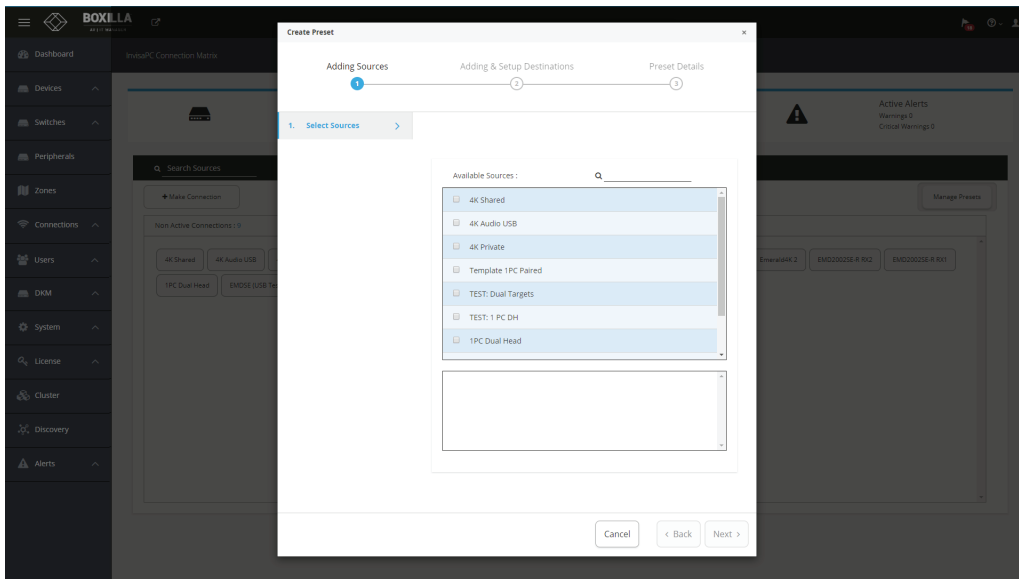 BOXILLA
Create Preset
×
Dashboard
InvisaPC Connection Matrix
Adding Sources
Adding & Setup Destinations
Preset Details
1
2
3
Devices
Active Alerts
Warnings 0
Critical Warnings 0
Switches
1. Select Sources >
Peripherals
Search Sources
Available Sources :
Zones
+ Make Connection
4K Shared
Manage Presets
Connections
Non Active Connections : 0
4K Audio USB
4K Private
Users
4K Shared
4K Audio USB
Emerald4K 2
EMD2002SE-R RX2
EMD2002SE-R RX1
Template 1PC Paired
DKM
1PC Dual Head
EMDSE (USB Te
TEST: Dual Targets
System
TEST: 1 PC DH
1PC Dual Head
License
Cluster
Discovery
Alerts
Cancel
< Back
Next >